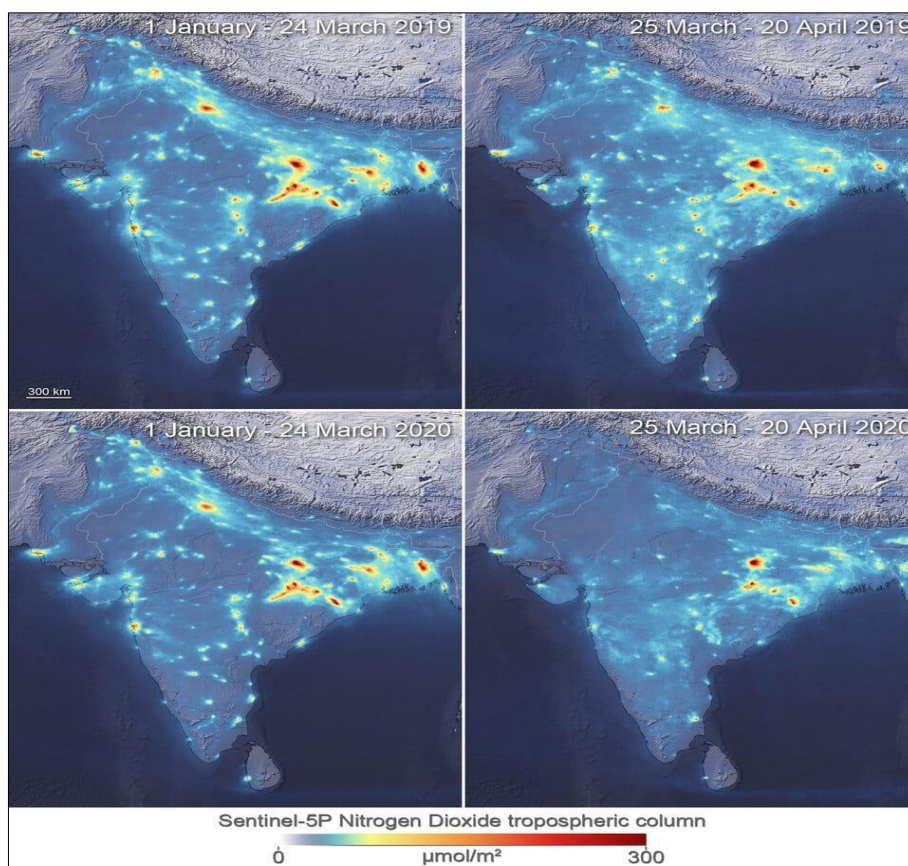 1 January - 24 March 2019
25 March - 20 April 2019
300 km
1 January - 24 March 2020
25 March - 20 April 2020
Sentinel-5P Nitrogen Dioxide tropospheric column
0 µmol/m² 300